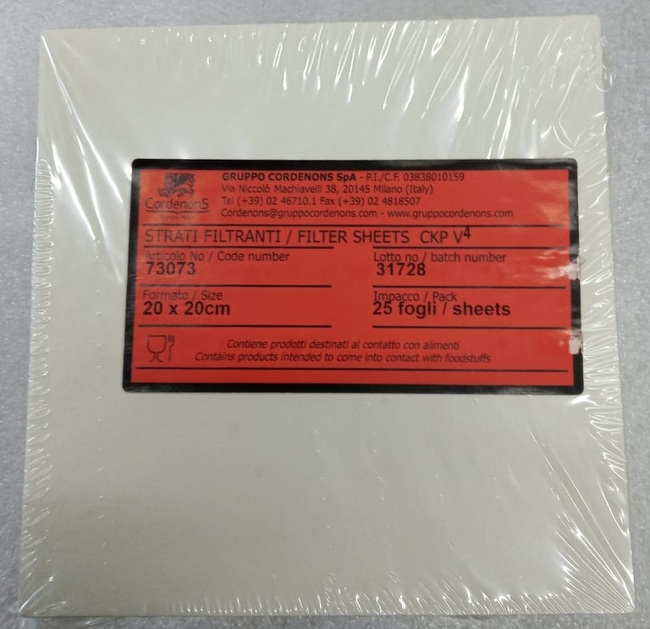 GRUPPO CORDENONS SpA - P.I./C.F. 03838010159
Via Niccolò Machiavelli 38, 20145 Milano (Italy)
Tel (+39) 02 46710.1 Fax (+39) 02 4818507
Cordenons@gruppocordenons.com - www.gruppocordenons.com
CordenonS
STRATI FILTRANTI / FILTER SHEETS CKP V4
Articolo No / Code number
73073
Lotto no / batch number
31728
Formato / Size
20 x 20cm
Impacco / Pack
25 fogli / sheets
Contiene prodotti destinati al contatto con alimenti
Contains products intended to come into contact with foodstuffs